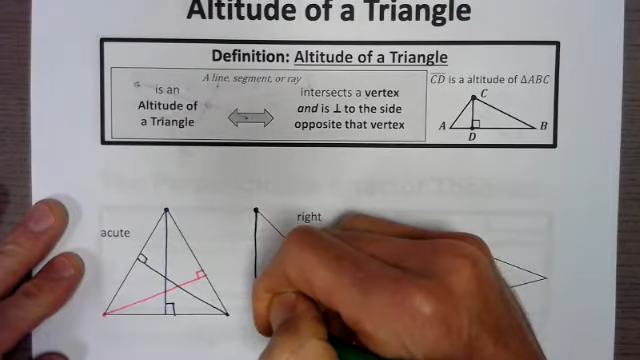 Altitude of a Triangle
Definition: Altitude of a Triangle
A line, segment, or ray
is an
Altitude of
a Triangle
intersects a vertex
and is ⊥ to the side
opposite that vertex
CD is a altitude of ΔABC
C
A
B
D
acute
right